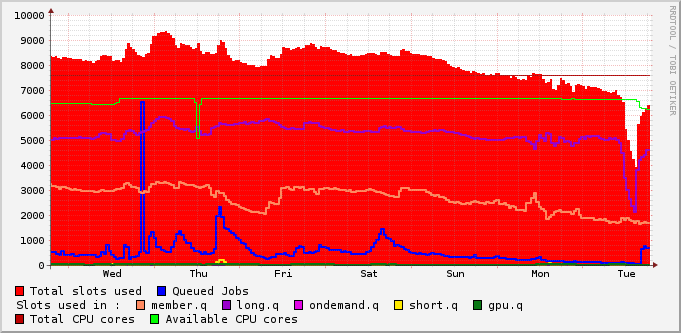 10000
9000
8000
7000
6000
5000
4000
3000
2000
1000
0
Wed Thu Fri Sat Sun Mon Tue
Total slots used Queued Jobs
Slots used in : member.q long.q ondemand.q short.q gpu.q
Total CPU cores Available CPU cores
RRDTOOL / TOBI OETIKER